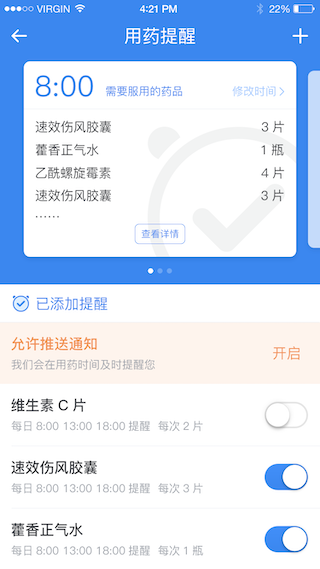 VIRGIN 4:21 PM 22%
用药提醒
8:00 需要服用的药品 修改时间
速效伤风胶囊 3 片
藿香正气水 1 瓶
乙酰螺旋霉素 4 片
速效伤风胶囊 3 片
······
查看详情
已添加提醒
允许推送通知
我们会在用药时间及时提醒您
开启
维生素 C 片
每日 8:00 13:00 18:00 提醒 每次 2 片
速效伤风胶囊
每日 8:00 13:00 18:00 提醒 每次 3 片
藿香正气水
每日 8:00 13:00 18:00 提醒 每次 1 瓶